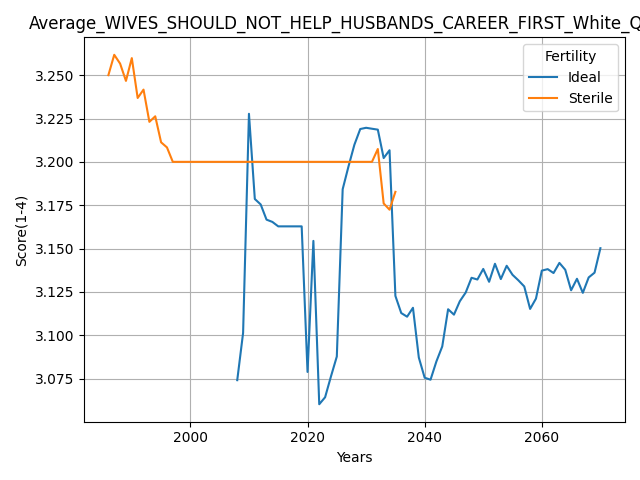 Average_WIVES_SHOULD_NOT_HELP_HUSBANDS_CAREER_FIRST_White_Q
Fertility
Ideal
Sterile
3.250
3.225
3.200
3.175
3.150
3.125
3.100
3.075
Score(1-4)
2000 2020 2040 2060
Years